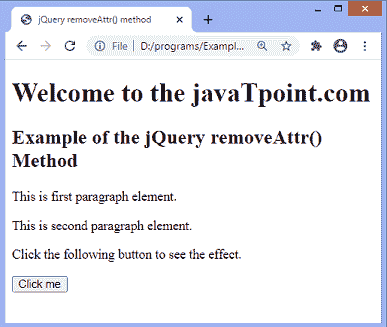 jQuery removeAttr() method
File | D:/programs/Exampl...
Welcome to the javaTpoint.com
Example of the jQuery removeAttr()
Method
This is first paragraph element.
This is second paragraph element.
Click the following button to see the effect.
Click me